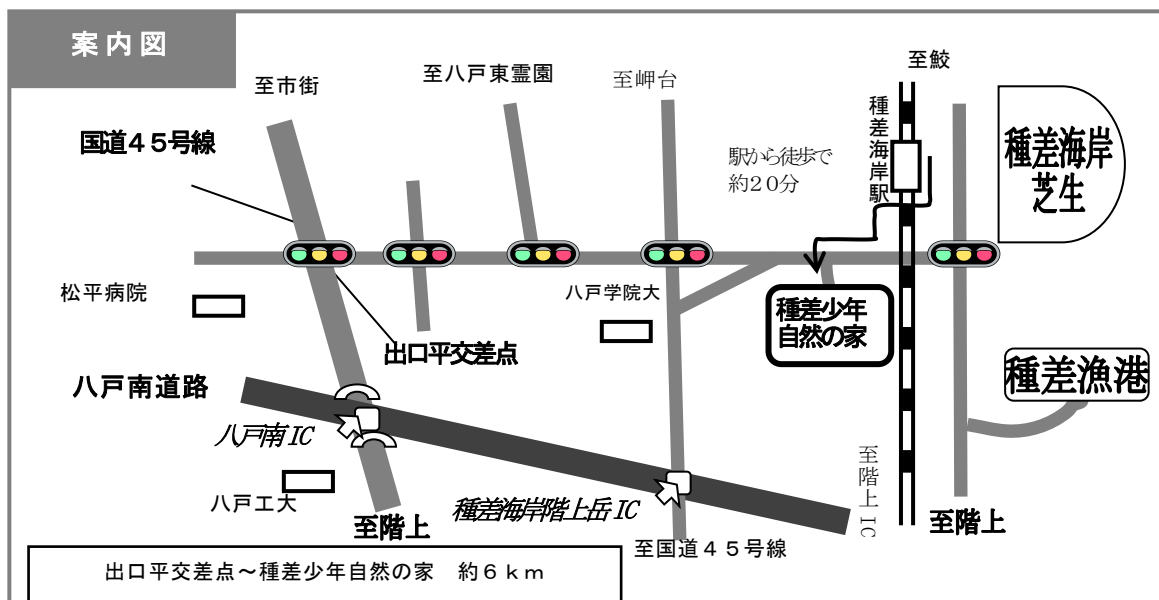 案内図
至市街
至八戸東霊園
至岬台
至鮫
国道４５号線
駅から徒歩で
約２０分
種差海岸駅
種差海岸
芝生
松平病院
八戸学院大
種差少年
自然の家
出口平交差点
種差漁港
八戸南道路
八戸南IC
八戸工大
種差海岸階上岳IC
至階上IC
至階上
至階上
至国道４５号線
出口平交差点～種差少年自然の家　約６ｋｍ